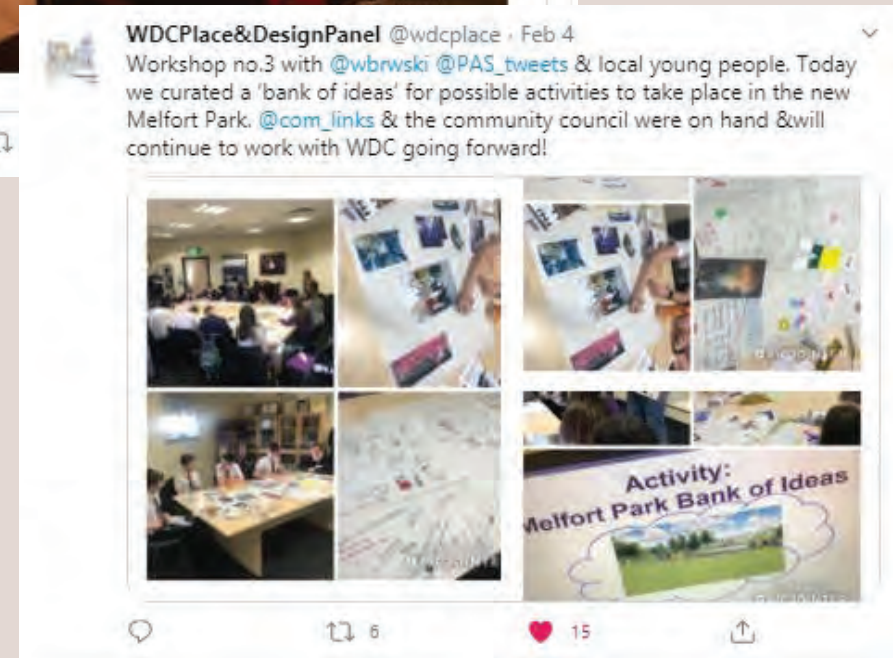 WDCPlace&DesignPanel @wdcplace · Feb 4
Workshop no.3 with @wbrwski @PAS_tweets & local young people. Today
we curated a 'bank of ideas' for possible activities to take place in the new
Melfort Park. @com_links & the community council were on hand &will
continue to work with WDC going forward!
Activity:
Melfort Park Bank of Ideas
6
15